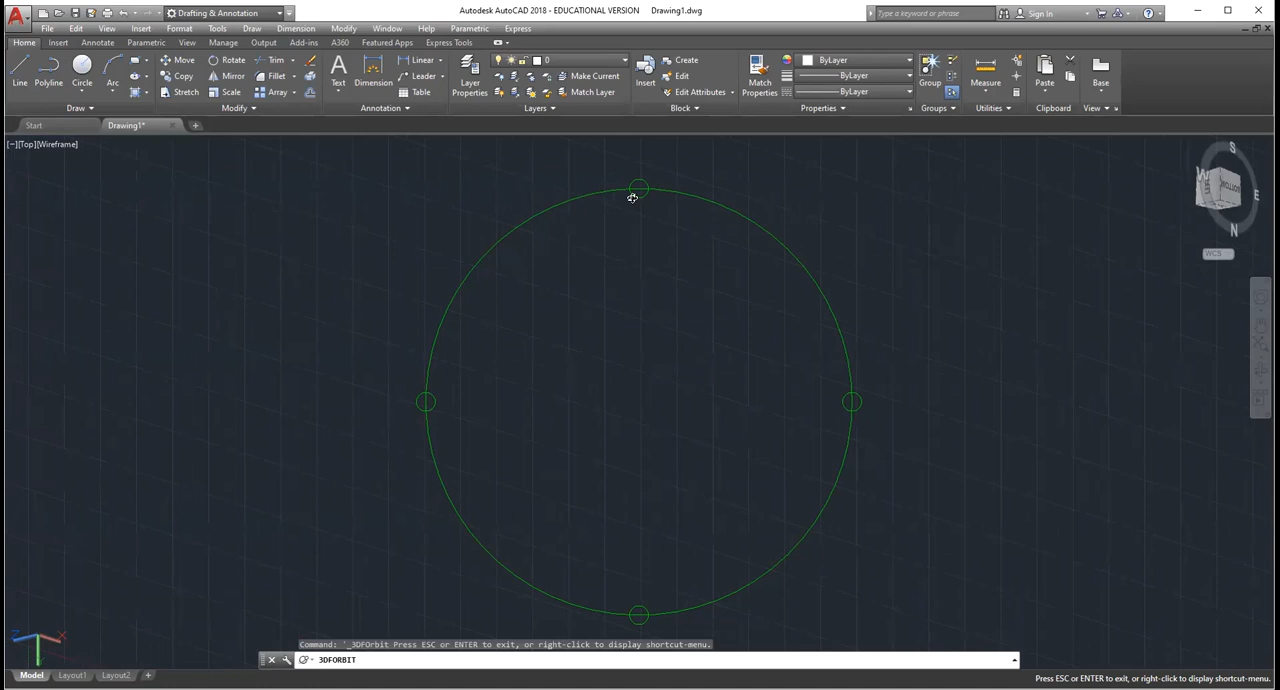 Drafting & Annotation
Autodesk AutoCAD 2018 - EDUCATIONAL VERSION Drawing1.dwg
Type a keyword or phrase
Sign In
File Edit View Insert Format Tools Draw Dimension Modify Window Help Parametric Express
Home Insert Annotate Parametric View Manage Output Add-ins A360 Featured Apps Express Tools
Line Polyline Circle Arc
Move Rotate Trim
Copy Mirror Fillet
Stretch Scale Array
Text Dimension
Linear
Leader
Table
Layer Properties
0
Make Current
Match Layer
Insert
Create
Edit
Edit Attributes
Match Properties
ByLayer
ByLayer
ByLayer
Group
Measure
Paste
Base
Draw Modify Annotation Layers Block Properties Groups Utilities Clipboard View
Start Drawing1*
[−][Top][Wireframe]
S
W
BOTTOM
E
N
WCS
Z X
Command: '_3DFOrbit Press ESC or ENTER to exit, or right-click to display shortcut-menu.
3DFORBIT
Model Layout1 Layout2 +
Press ESC or ENTER to exit, or right-click to display shortcut-menu.